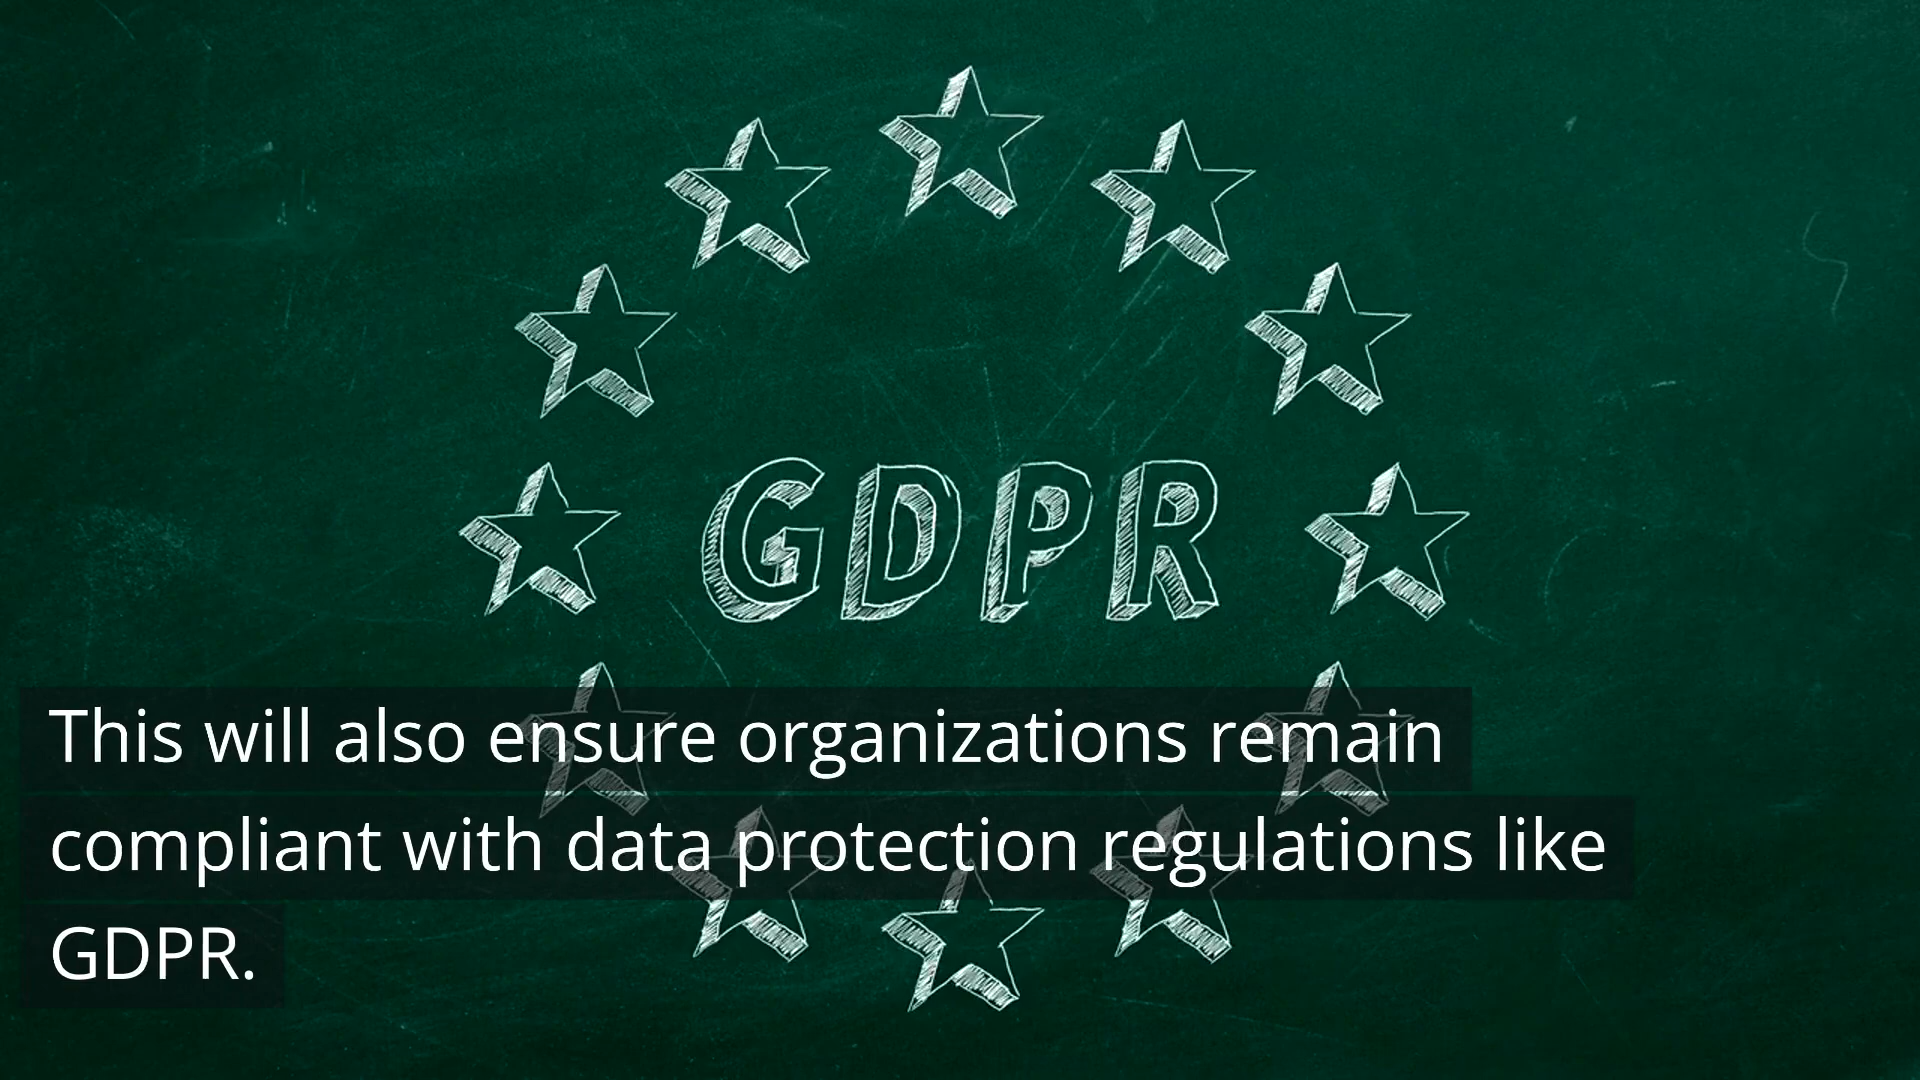 GDPR
This will also ensure organizations remain
compliant with data protection regulations like
GDPR.